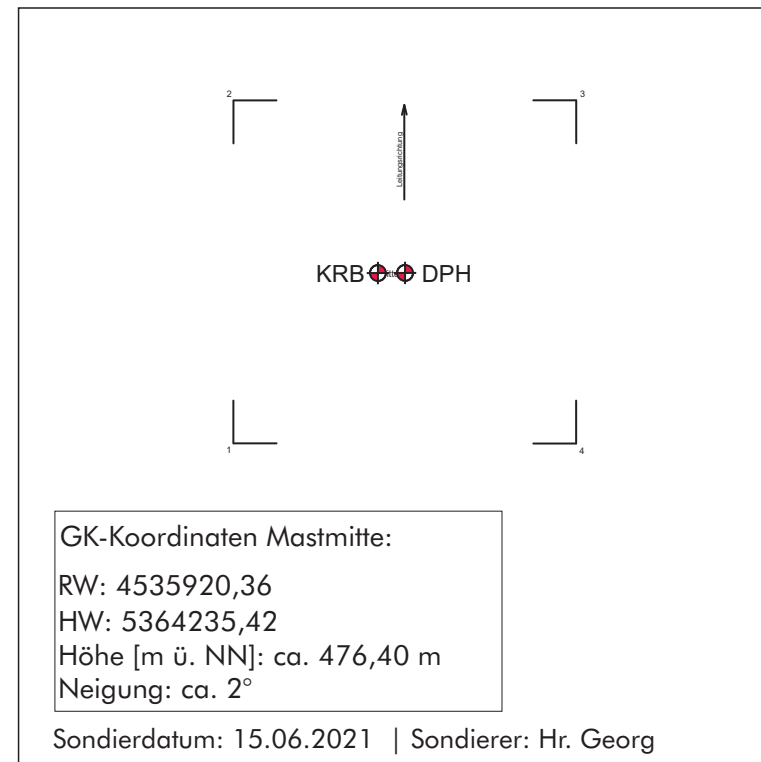 2 3
Leitungsrichtung
KRB DPH
1 4
GK-Koordinaten Mastmitte:
RW: 4535920,36
HW: 5364235,42
Höhe [m ü. NN]: ca. 476,40 m
Neigung: ca. 2°
Sondierdatum: 15.06.2021 | Sondierer: Hr. Georg